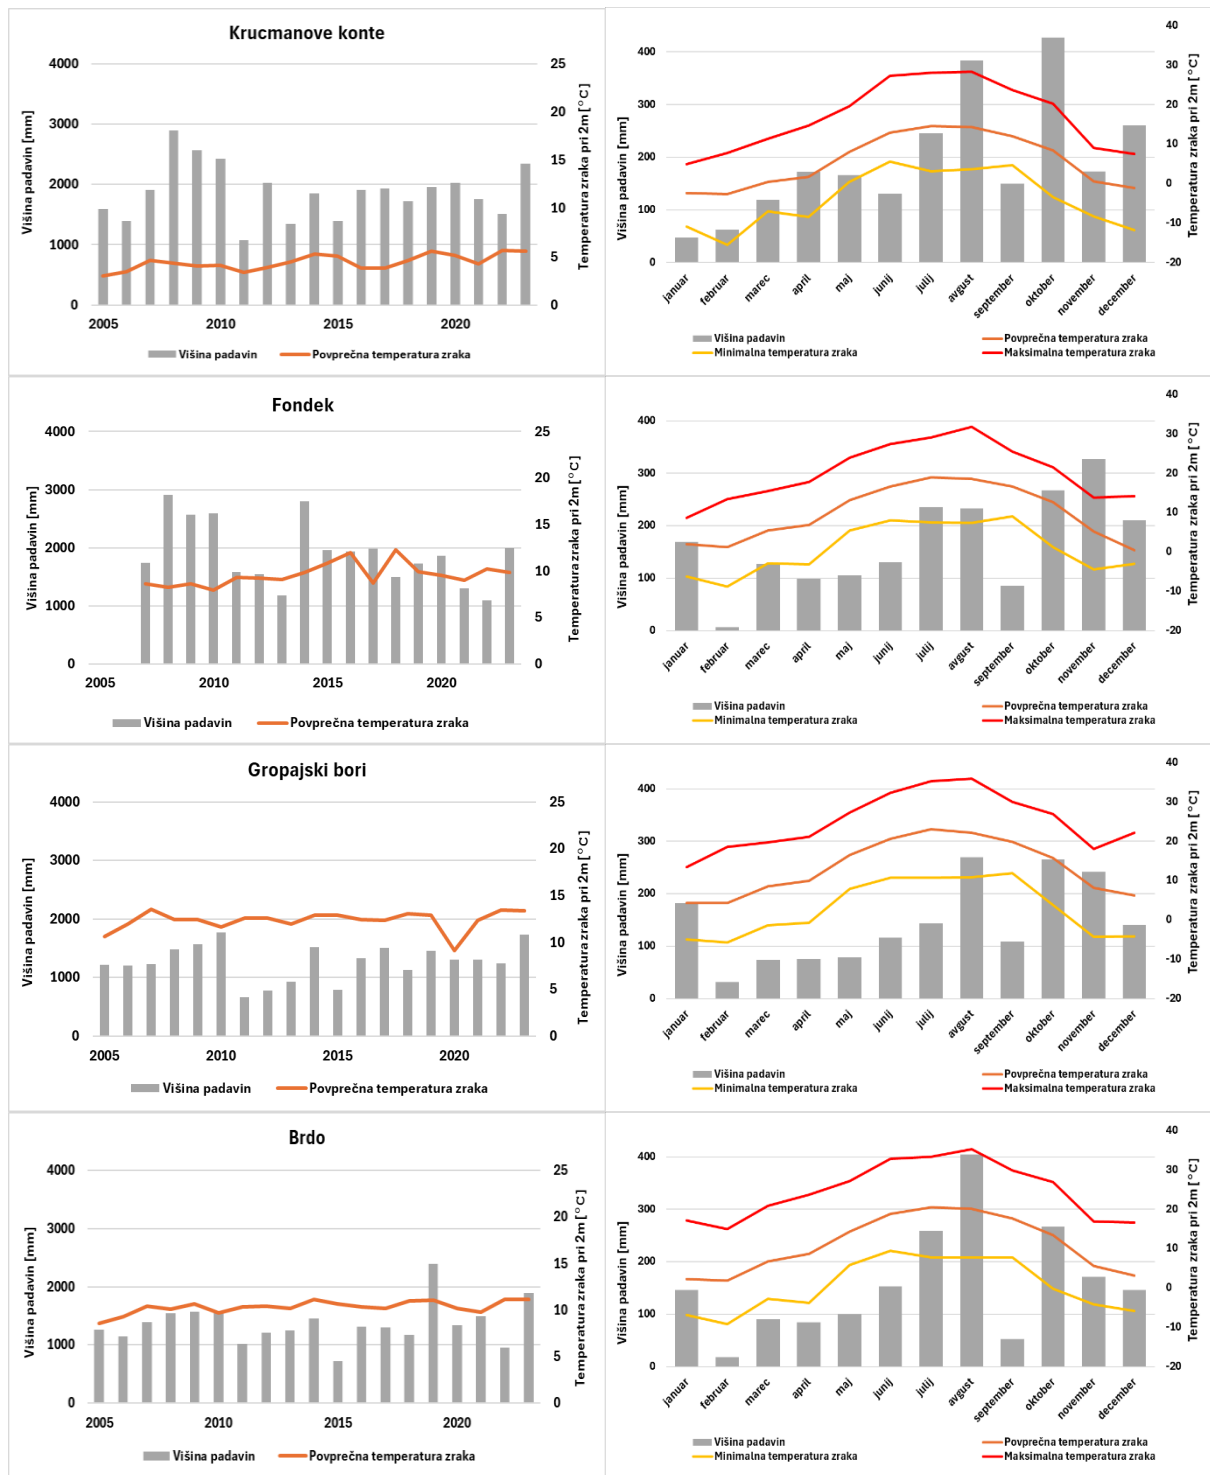 Krucmanove konte
4000
3000
2000
1000
0
Višina padavin [mm]
25
20
15
10
5
0
Temperatura zraka pri 2m [°C]
2005
2010
2015
2020
Višina padavin
Povprečna temperatura zraka
400
300
200
100
0
Višina padavin [mm]
40
30
20
10
0
-10
-20
Temperatura zraka pri 2m [°C]
januar
februar
marec
april
maj
junij
julij
avgust
september
oktober
november
december
Višina padavin
Povprečna temperatura zraka
Minimalna temperatura zraka
Maksimalna temperatura zraka
Fondek
4000
3000
2000
1000
0
Višina padavin [mm]
25
20
15
10
5
0
Temperatura zraka pri 2m [°C]
2005
2010
2015
2020
Višina padavin
Povprečna temperatura zraka
400
300
200
100
0
Višina padavin [mm]
40
30
20
10
0
-10
-20
Temperatura zraka pri 2m [°C]
januar
februar
marec
april
maj
junij
julij
avgust
september
oktober
november
december
Višina padavin
Povprečna temperatura zraka
Minimalna temperatura zraka
Maksimalna temperatura zraka
Gropajski bori
4000
3000
2000
1000
0
Višina padavin [mm]
25
20
15
10
5
0
Temperatura zraka pri 2m [°C]
2005
2010
2015
2020
Višina padavin
Povprečna temperatura zraka
400
300
200
100
0
Višina padavin [mm]
40
30
20
10
0
-10
-20
Temperatura zraka pri 2m [°C]
januar
februar
marec
april
maj
junij
julij
avgust
september
oktober
november
december
Višina padavin
Povprečna temperatura zraka
Minimalna temperatura zraka
Maksimalna temperatura zraka
Brdo
4000
3000
2000
1000
0
Višina padavin [mm]
25
20
15
10
5
0
Temperatura zraka pri 2m [°C]
2005
2010
2015
2020
Višina padavin
Povprečna temperatura zraka
400
300
200
100
0
Višina padavin [mm]
40
30
20
10
0
-10
-20
Temperatura zraka pri 2m [°C]
januar
februar
marec
april
maj
junij
julij
avgust
september
oktober
november
december
Višina padavin
Povprečna temperatura zraka
Minimalna temperatura zraka
Maksimalna temperatura zraka